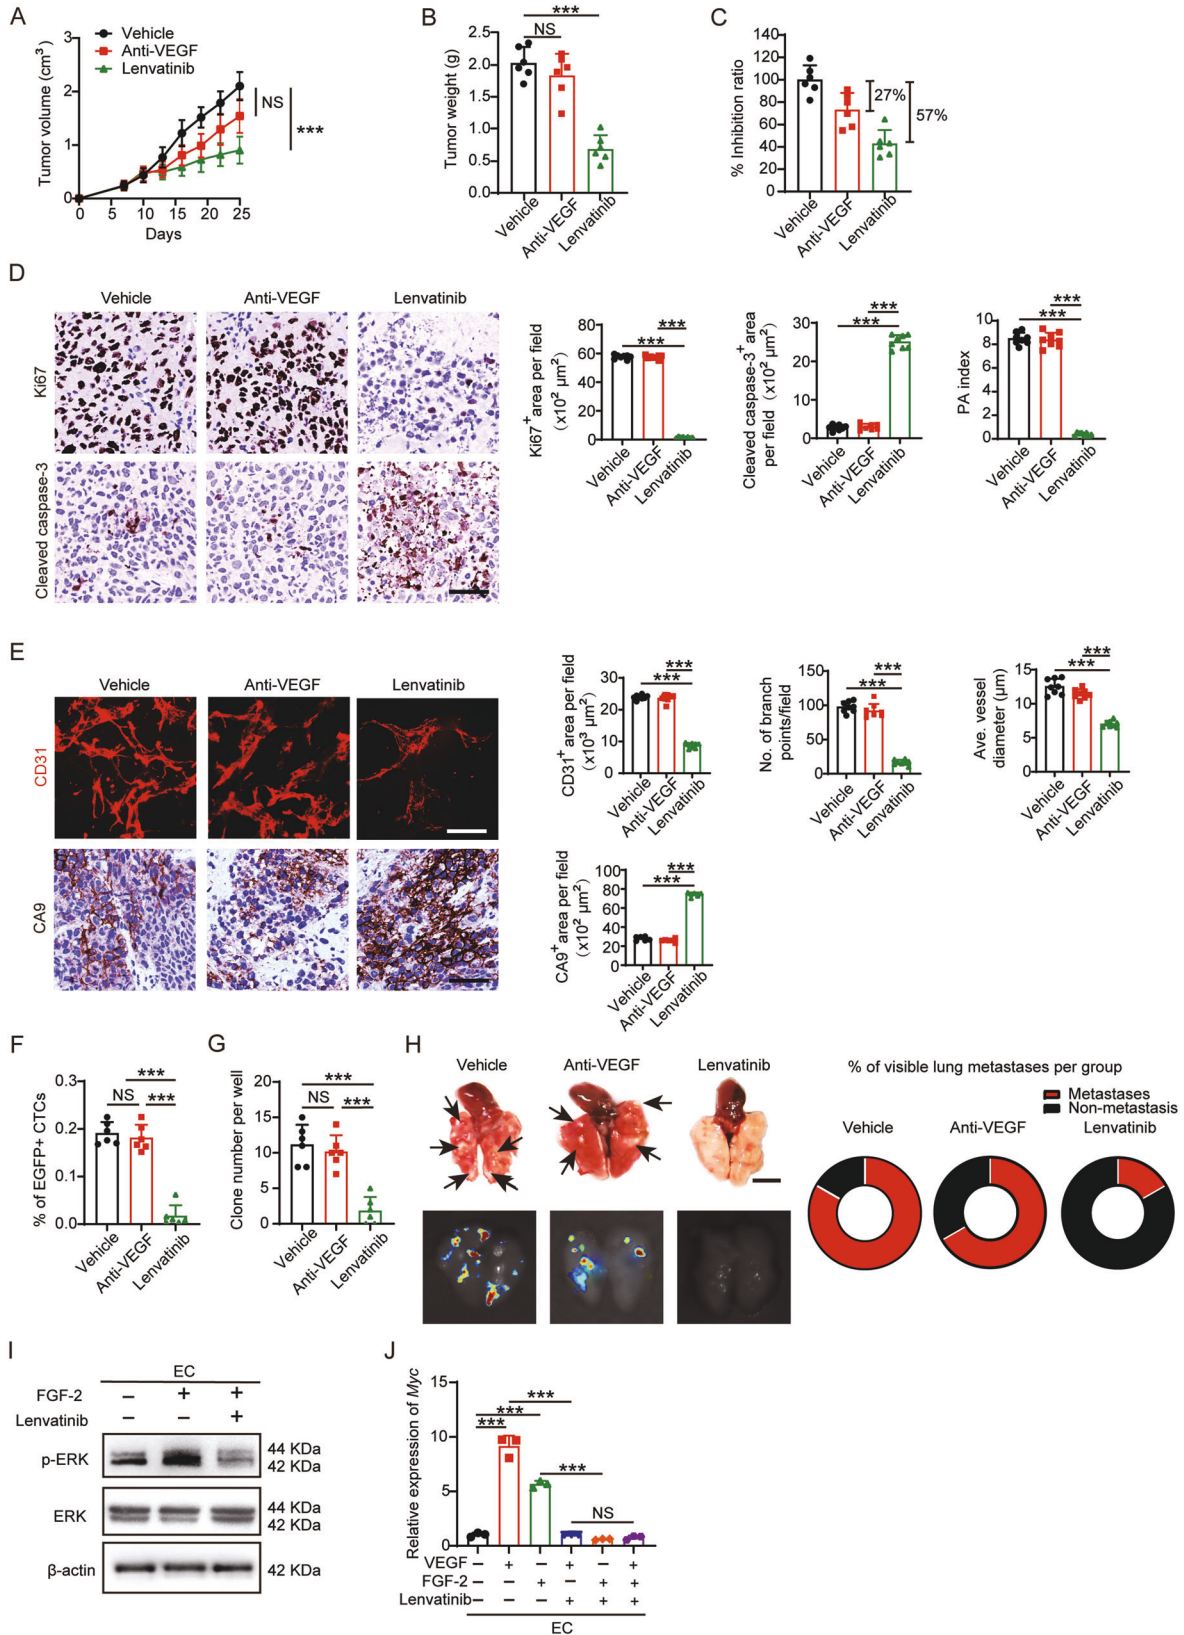 A
Vehicle
Anti-VEGF
Lenvatinib
Tumor volume (cm³)
3
2
1
0
NS
***
0 5 10 15 20 25
Days
B
***
NS
Tumor weight (g)
2.5
2.0
1.5
1.0
0.5
0.0
Vehicle
Anti-VEGF
Lenvatinib
C
% Inhibition ratio
140
120
100
80
60
40
20
0
27%
57%
Vehicle
Anti-VEGF
Lenvatinib
D
Vehicle Anti-VEGF Lenvatinib
Ki67
Cleaved caspase-3
Ki67⁺ area per field
(x10² µm²)
80
60
40
20
0
***
***
Vehicle
Anti-VEGF
Lenvatinib
Cleaved caspase-3⁺ area
per field (x10² µm²)
30
20
10
0
***
***
Vehicle
Anti-VEGF
Lenvatinib
PA index
10
8
6
4
2
0
***
***
Vehicle
Anti-VEGF
Lenvatinib
E
Vehicle Anti-VEGF Lenvatinib
CD31
CA9
CD31⁺ area per field
(x10³ µm²)
30
20
10
0
***
***
Vehicle
Anti-VEGF
Lenvatinib
No. of branch
points/field
150
100
50
0
***
***
Vehicle
Anti-VEGF
Lenvatinib
Ave. vessel
diameter (µm)
15
10
5
0
***
***
Vehicle
Anti-VEGF
Lenvatinib
CA9⁺ area per field
(x10² µm²)
100
80
60
40
20
0
***
***
Vehicle
Anti-VEGF
Lenvatinib
F
% of EGFP+ CTCs
0.3
0.2
0.1
0.0
***
NS
***
Vehicle
Anti-VEGF
Lenvatinib
G
Clone number per well
20
15
10
5
0
***
NS
***
Vehicle
Anti-VEGF
Lenvatinib
H
Vehicle Anti-VEGF Lenvatinib
% of visible lung metastases per group
Metastases
Non-metastasis
Vehicle Anti-VEGF Lenvatinib
I
EC
FGF-2 − + +
Lenvatinib − − +
p-ERK
44 KDa
42 KDa
ERK
44 KDa
42 KDa
β-actin
42 KDa
J
Relative expression of Myc
15
10
5
0
***
***
***
***
NS
VEGF − + − + − +
FGF-2 − − + − + +
Lenvatinib − − − + + +
EC